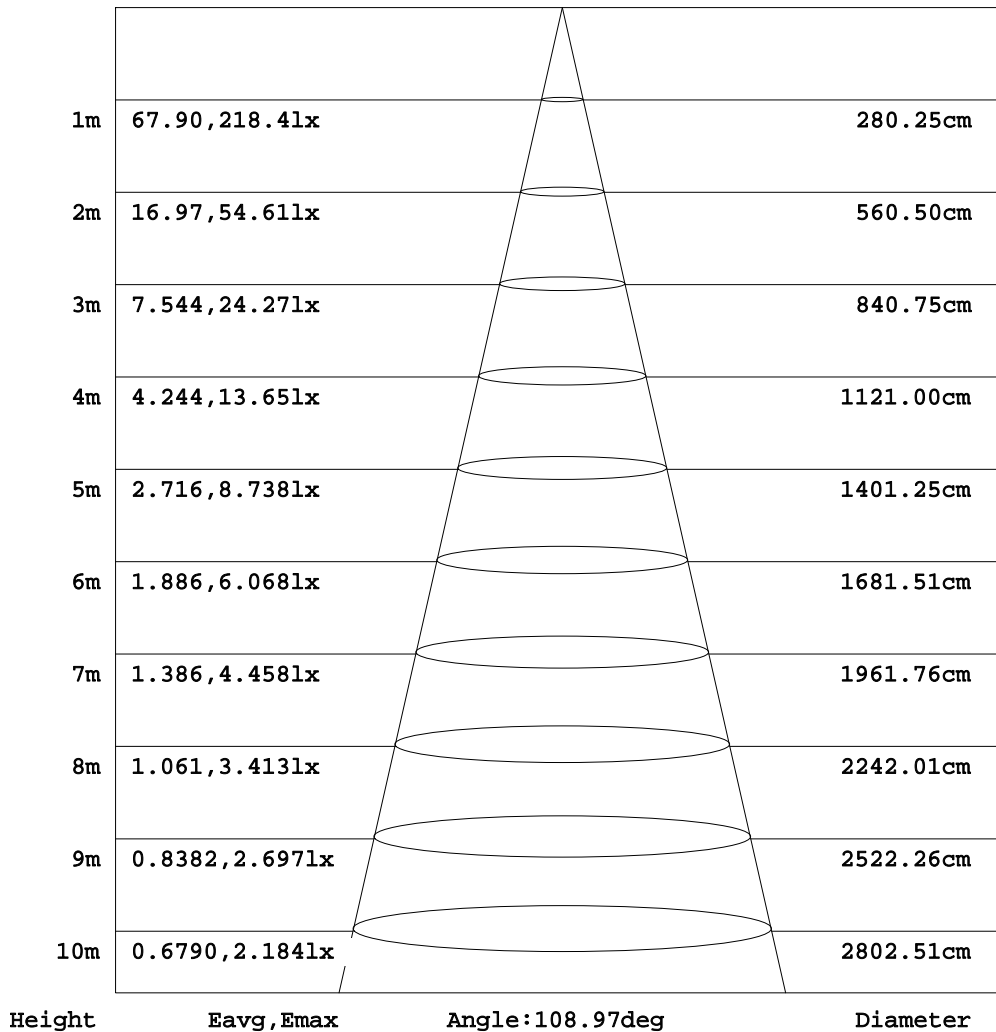 1m 67.90,218.4lx 280.25cm
2m 16.97,54.61lx 560.50cm
3m 7.544,24.27lx 840.75cm
4m 4.244,13.65lx 1121.00cm
5m 2.716,8.738lx 1401.25cm
6m 1.886,6.068lx 1681.51cm
7m 1.386,4.458lx 1961.76cm
8m 1.061,3.413lx 2242.01cm
9m 0.8382,2.697lx 2522.26cm
10m 0.6790,2.184lx 2802.51cm
Height Eavg,Emax Angle:108.97deg Diameter